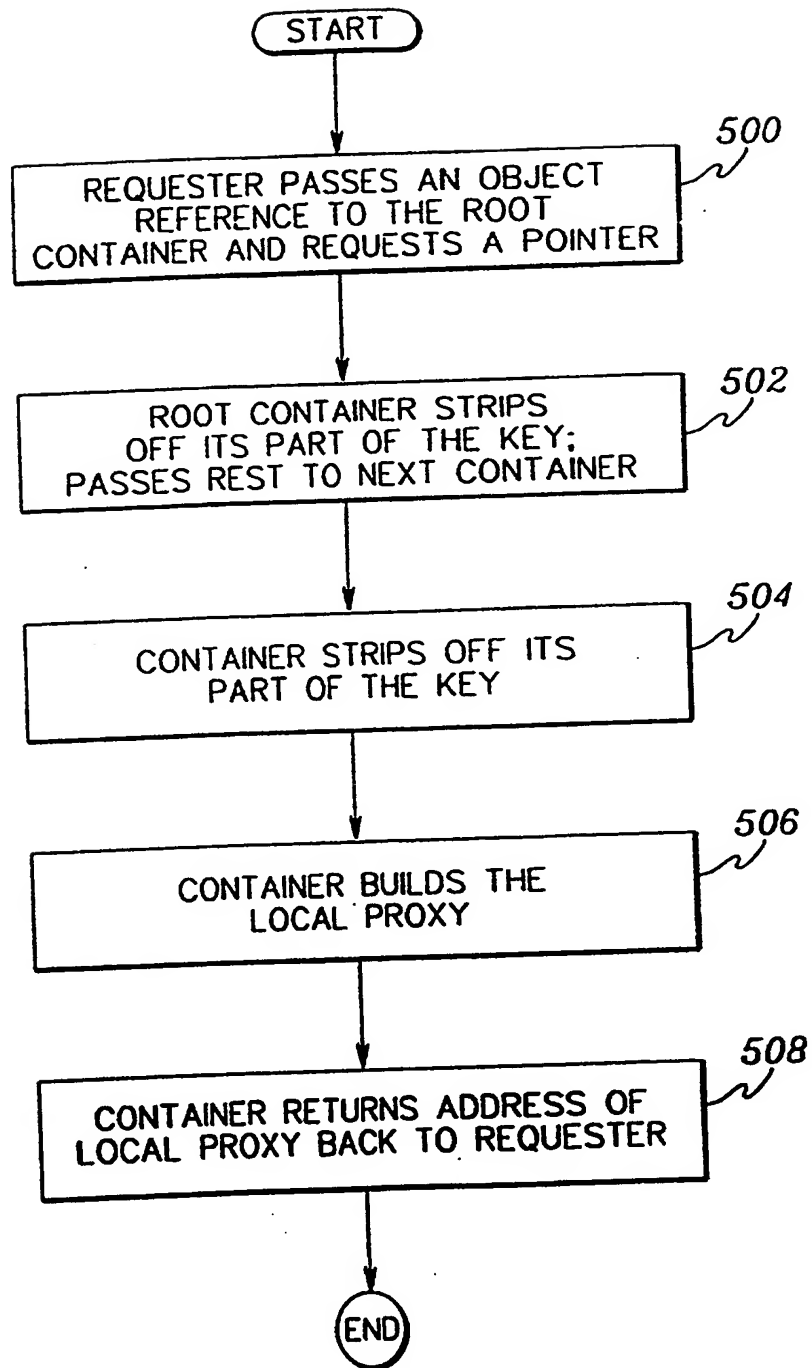 START
500
REQUESTER PASSES AN OBJECT
REFERENCE TO THE ROOT
CONTAINER AND REQUESTS A POINTER
502
ROOT CONTAINER STRIPS
OFF ITS PART OF THE KEY;
PASSES REST TO NEXT CONTAINER
504
CONTAINER STRIPS OFF ITS
PART OF THE KEY
506
CONTAINER BUILDS THE
LOCAL PROXY
508
CONTAINER RETURNS ADDRESS OF
LOCAL PROXY BACK TO REQUESTER
END